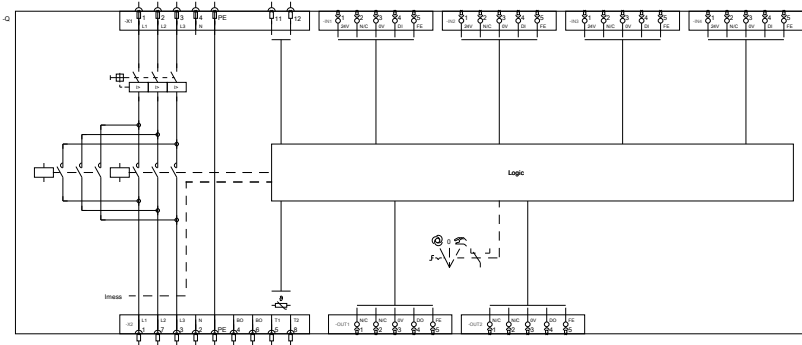 -Q
-X1 1 2 3 4 PE 11 12
L1 L2 L3 N
-IN1 1 2 3 4 5
24V N/C 0V DI FE
-IN2 1 2 3 4 5
24V N/C 0V DI FE
-IN3 1 2 3 4 5
24V N/C 0V DI FE
-IN4 1 2 3 4 5
24V N/C 0V DI FE
I> I> I>
Logic
0
Imess
ϑ
-X2 L1 L2 L3 N BD BD T1 T2
1 7 3 2 PE 4 6 5 8
-OUT1 N/C N/C 0V DO FE
1 2 3 4 5
-OUT2 N/C N/C 0V DO FE
1 2 3 4 5